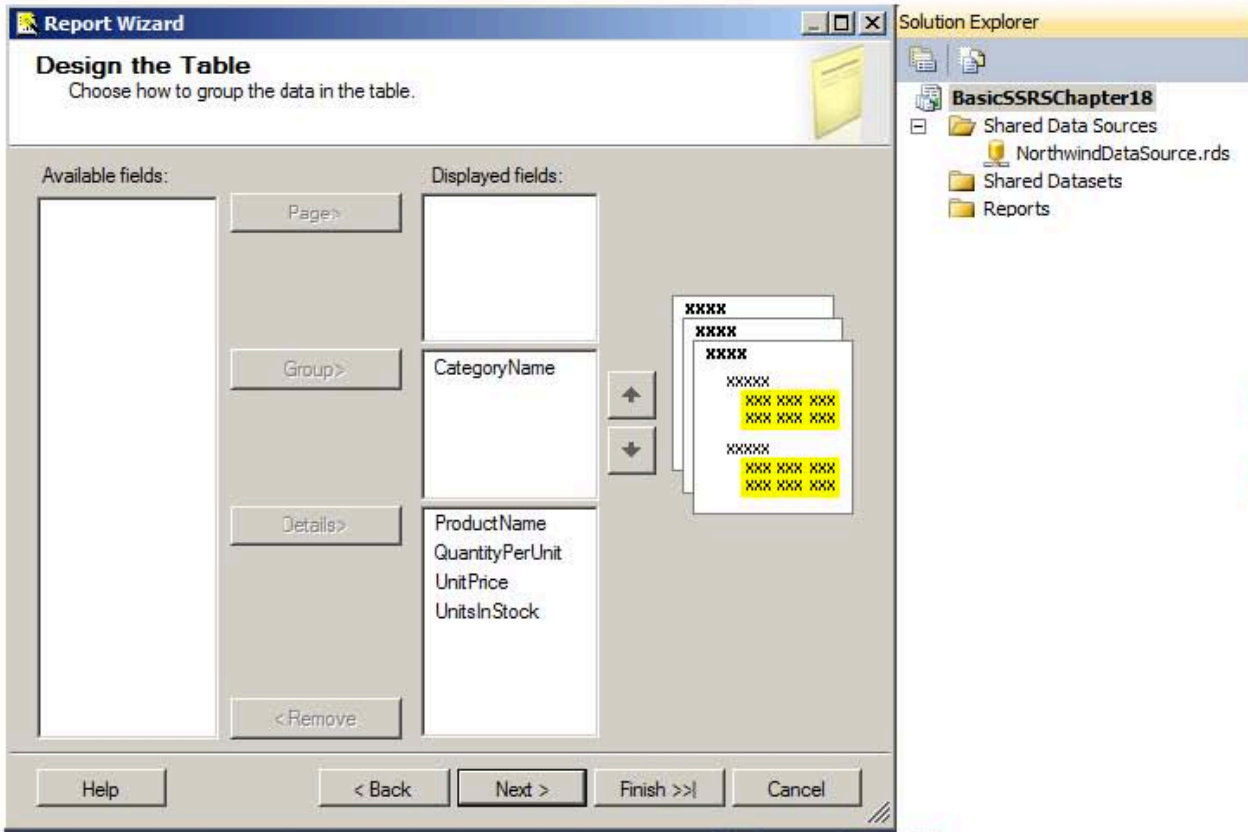 Report Wizard
Design the Table
Choose how to group the data in the table.
Available fields:
Displayed fields:
Page>
Group>
CategoryName
Details>
ProductName
QuantityPerUnit
UnitPrice
UnitsInStock
< Remove
xxxx
xxxx
xxxx
xxxxx
xxx xxx xxx
xxx xxx xxx
xxxxx
xxx xxx xxx
xxx xxx xxx
Help
< Back
Next >
Finish >>|
Cancel
Solution Explorer
BasicSSRSChapter18
Shared Data Sources
NorthwindDataSource.rds
Shared Datasets
Reports